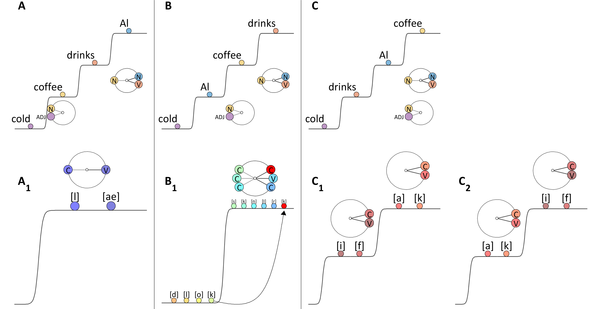 A
Al
drinks
N
N
V
coffee
N
ADJ
cold
B
drinks
coffee
N
N
V
Al
N
ADJ
cold
C
coffee
Al
N
N
V
drinks
N
ADJ
cold
A1
C
V
[l]
[ae]
B1
C
C
C
V
C
C
[d]
[l]
[o]
[k]
C1
C
V
[a]
[k]
C
V
[i]
[f]
C2
C
V
[i]
[f]
C
V
[a]
[k]